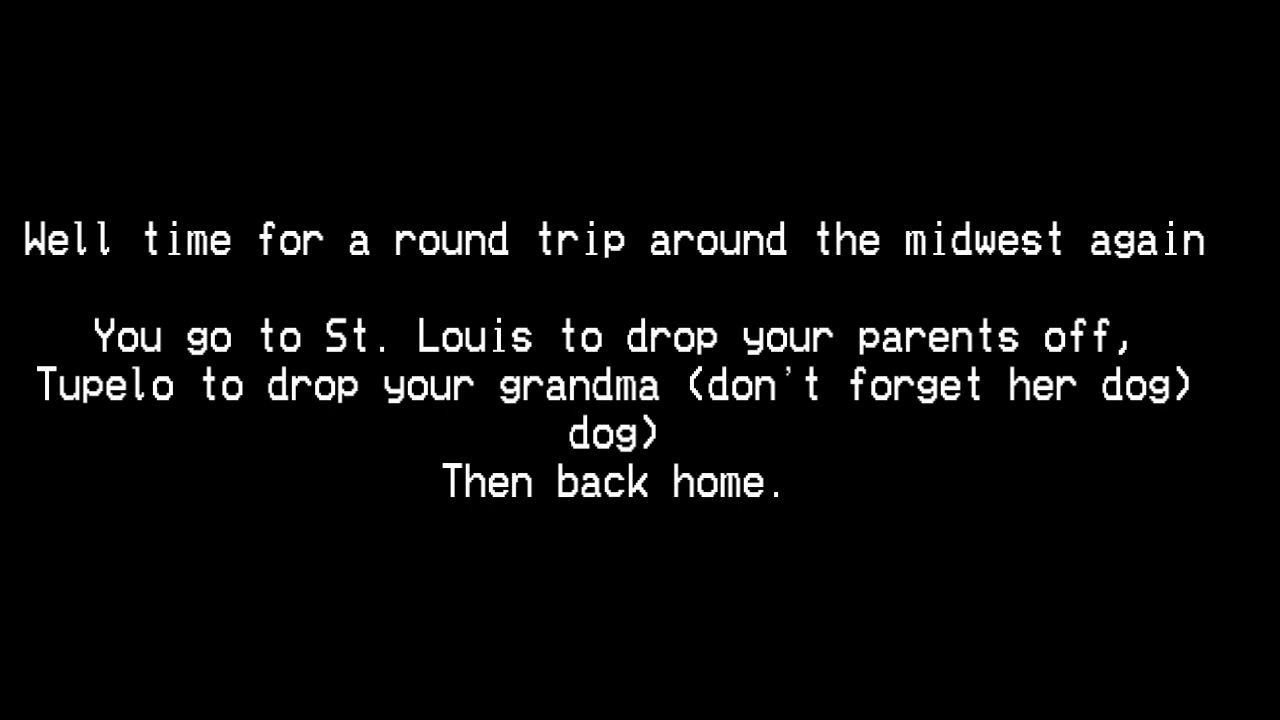 Well time for a round trip around the midwest again
You go to St. Louis to drop your parents off,
Tupelo to drop your grandma (don't forget her dog)
dog)
Then back home.